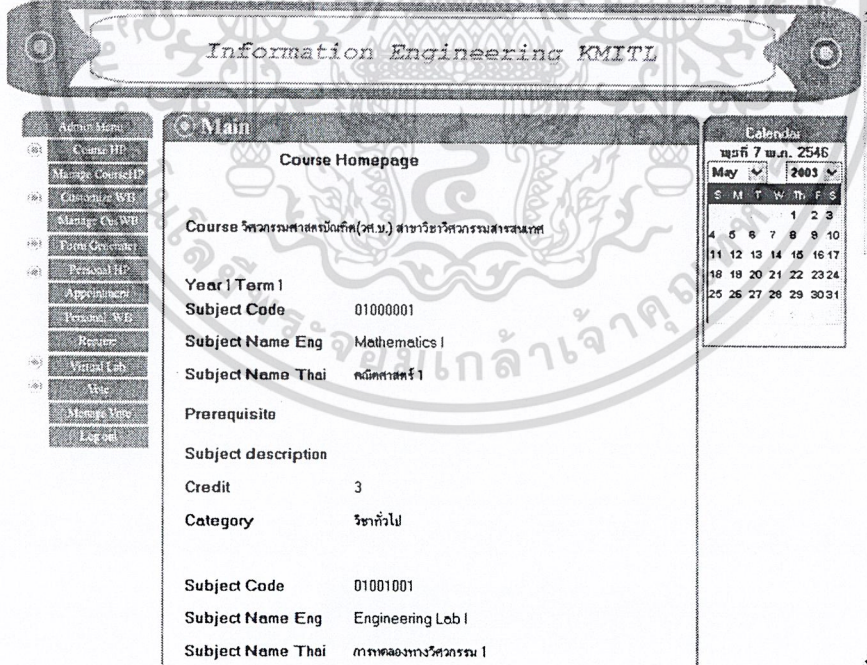 Information Engineering KMITL
Admin Menu
Course HP
Manage CourseHP
Customize WB
Manage Cus WB
Form Generator
Personal HP
Appointment
Personal WB
Restore
Virtual Lab
Vote
Manage Vote
Log out
Main
Course Homepage
Course วิศวกรรมศาสตรบัณฑิต(วศ.บ.) สาขาวิชาวิศวกรรมสารสนเทศ
Year 1 Term 1
Subject Code 01000001
Subject Name Eng Mathematics I
Subject Name Thai คณิตศาสตร์ 1
Prerequisite
Subject description
Credit 3
Category วิชาทั่วไป
Subject Code 01001001
Subject Name Eng Engineering Lab I
Subject Name Thai การทดลองทางวิศวกรรม 1
Calendar
พุธที่ 7 พ.ค. 2546
May 2003
S M T W Th F S
1 2 3
4 5 6 7 8 9 10
11 12 13 14 15 16 17
18 19 20 21 22 23 24
25 26 27 28 29 30 31